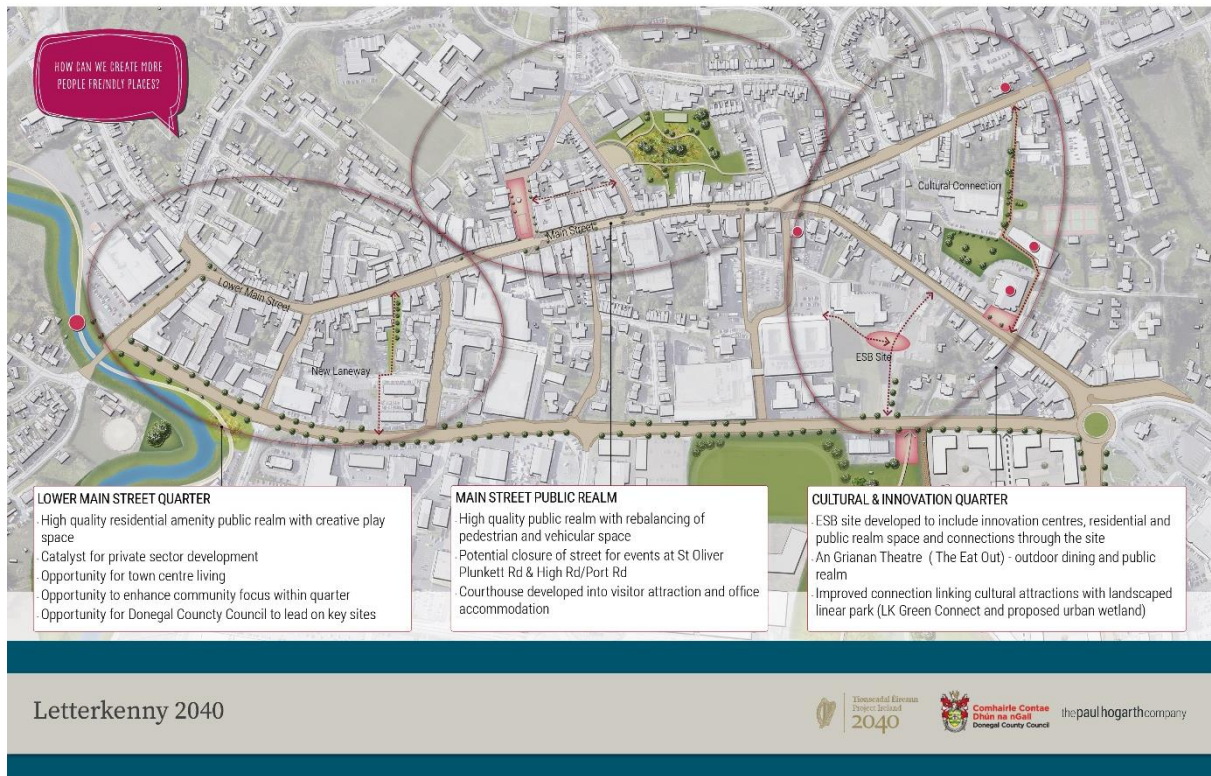 HOW CAN WE CREATE MORE
PEOPLE FREINDLY PLACES?
Cultural Connection
Main Street
Lower Main Street
New Laneway
ESB Site
LOWER MAIN STREET QUARTER
- High quality residential amenity public realm with creative play
space
- Catalyst for private sector development
- Opportunity for town centre living
- Opportunity to enhance community focus within quarter
- Opportunity for Donegal Councty Council to lead on key sites
MAIN STREET PUBLIC REALM
- High quality public realm with rebalancing of
pedestrian and vehicular space
- Potential closure of street for events at St Oliver
Plunkett Rd & High Rd/Port Rd
- Courthouse developed into visitor attraction and office
accommodation
CULTURAL & INNOVATION QUARTER
- ESB site developed to include innovation centres, residential and
public realm space and connections through the site
- An Grianan Theatre ( The Eat Out) - outdoor dining and public
realm
- Improved connection linking cultural attractions with landscaped
linear park (LK Green Connect and proposed urban wetland)
Letterkenny 2040
Tionscadal Éireann
Project Ireland
2040
Comhairle Contae
Dhún na nGall
Donegal County Council
thepaulhogarthcompany